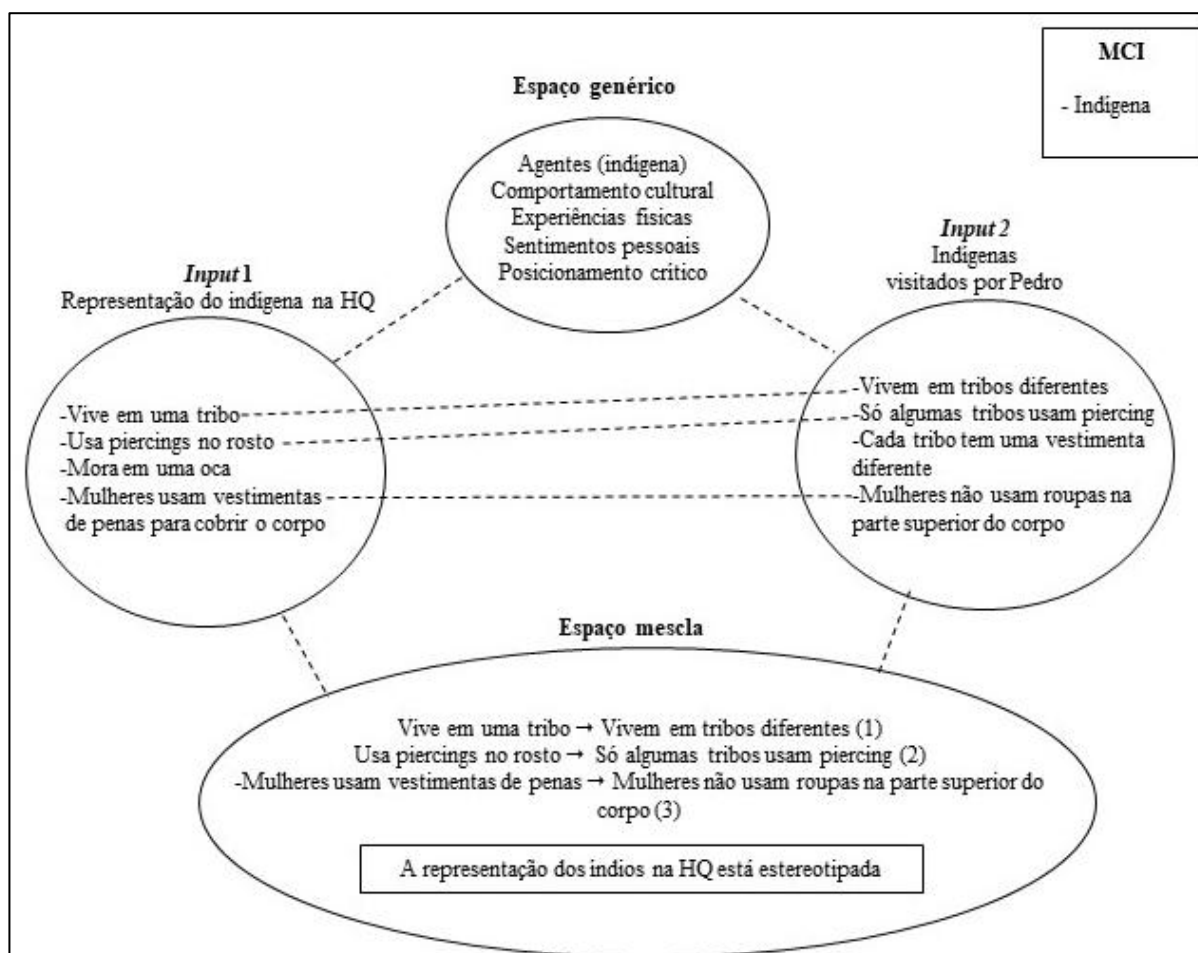 MCI
- Indígena
Espaço genérico
Agentes (indígena)
Comportamento cultural
Experiências físicas
Sentimentos pessoais
Posicionamento crítico
Input 1
Representação do indígena na HQ
Input 2
Indígenas
visitados por Pedro
-Vive em uma tribo
-Usa piercings no rosto
-Mora em uma oca
-Mulheres usam vestimentas
de penas para cobrir o corpo
-Vivem em tribos diferentes
-Só algumas tribos usam piercing
-Cada tribo tem uma vestimenta
diferente
-Mulheres não usam roupas na
parte superior do corpo
Espaço mescla
Vive em uma tribo → Vivem em tribos diferentes (1)
Usa piercings no rosto → Só algumas tribos usam piercing (2)
-Mulheres usam vestimentas de penas → Mulheres não usam roupas na parte superior do
corpo (3)
A representação dos índios na HQ está estereotipada